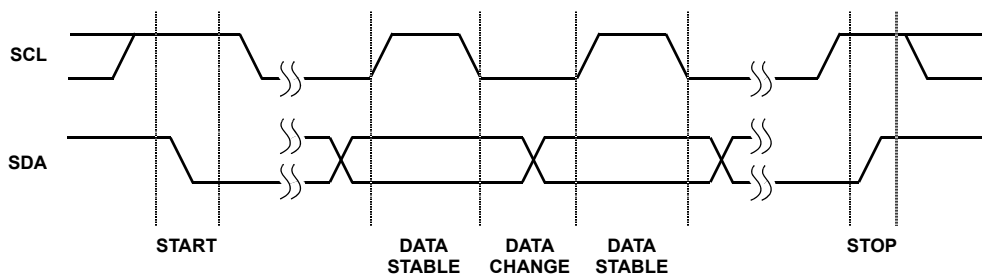 SCL
SDA
START
DATA
STABLE
DATA
CHANGE
DATA
STABLE
STOP